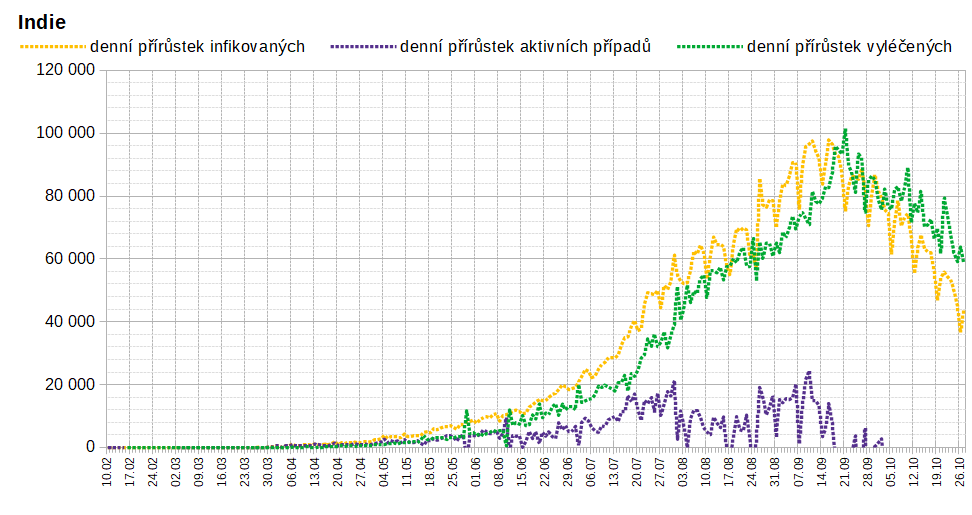 Indie
denní přírůstek infikovaných denní přírůstek aktivních případů denní přírůstek vyléčených
120 000
100 000
80 000
60 000
40 000
20 000
0
10.02 17.02 24.02 02.03 09.03 16.03 23.03 30.03 06.04 13.04 20.04 27.04 04.05 11.05 18.05 25.05 01.06 08.06 15.06 22.06 29.06 06.07 13.07 20.07 27.07 03.08 10.08 17.08 24.08 31.08 07.09 14.09 21.09 28.09 05.10 12.10 19.10 26.10